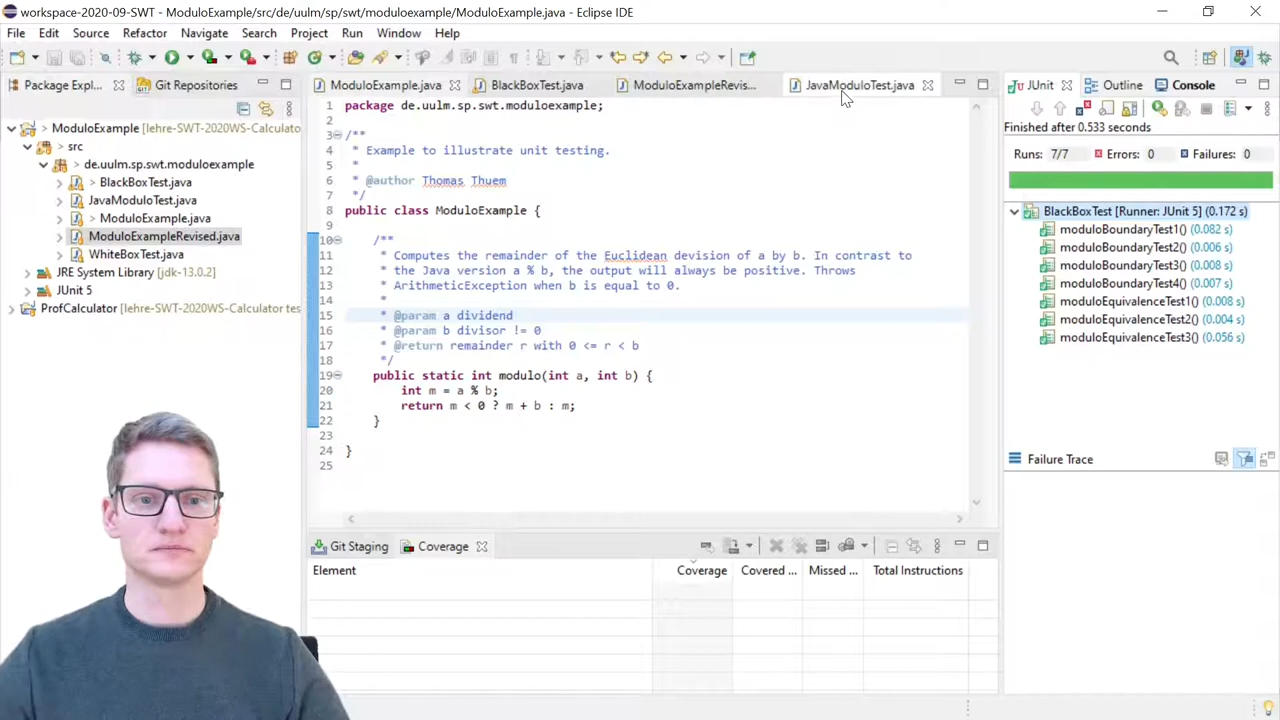 workspace-2020-09-SWT - ModuloExample/src/de/uulm/sp/swt/moduloexample/ModuloExample.java - Eclipse IDE
File Edit Source Refactor Navigate Search Project Run Window Help
Package Expl... Git Repositories
ModuloExample [lehre-SWT-2020WS-Calculato
src
de.uulm.sp.swt.moduloexample
> BlackBoxTest.java
JavaModuloTest.java
> ModuloExample.java
ModuloExampleRevised.java
WhiteBoxTest.java
JRE System Library [jdk-13.0.2]
JUnit 5
ProfCalculator [lehre-SWT-2020WS-Calculator tes
ModuloExample.java BlackBoxTest.java ModuloExampleRevis... JavaModuloTest.java
1 package de.uulm.sp.swt.moduloexample;
2
3 /**
4 * Example to illustrate unit testing.
5 *
6 * @author Thomas Thuem
7 */
8 public class ModuloExample {
9
10 /**
11 * Computes the remainder of the Euclidean devision of a by b. In contrast to
12 * the Java version a % b, the output will always be positive. Throws
13 * ArithmeticException when b is equal to 0.
14 *
15 * @param a dividend
16 * @param b divisor != 0
17 * @return remainder r with 0 <= r < b
18 */
19 public static int modulo(int a, int b) {
20 int m = a % b;
21 return m < 0 ? m + b : m;
22 }
23
24 }
25
Git Staging Coverage
Element Coverage Covered ... Missed ... Total Instructions
JUnit Outline Console
Finished after 0.533 seconds
Runs: 7/7 Errors: 0 Failures: 0
BlackBoxTest [Runner: JUnit 5] (0.172 s)
moduloBoundaryTest1() (0.082 s)
moduloBoundaryTest2() (0.006 s)
moduloBoundaryTest3() (0.008 s)
moduloBoundaryTest4() (0.007 s)
moduloEquivalenceTest1() (0.008 s)
moduloEquivalenceTest2() (0.004 s)
moduloEquivalenceTest3() (0.056 s)
Failure Trace